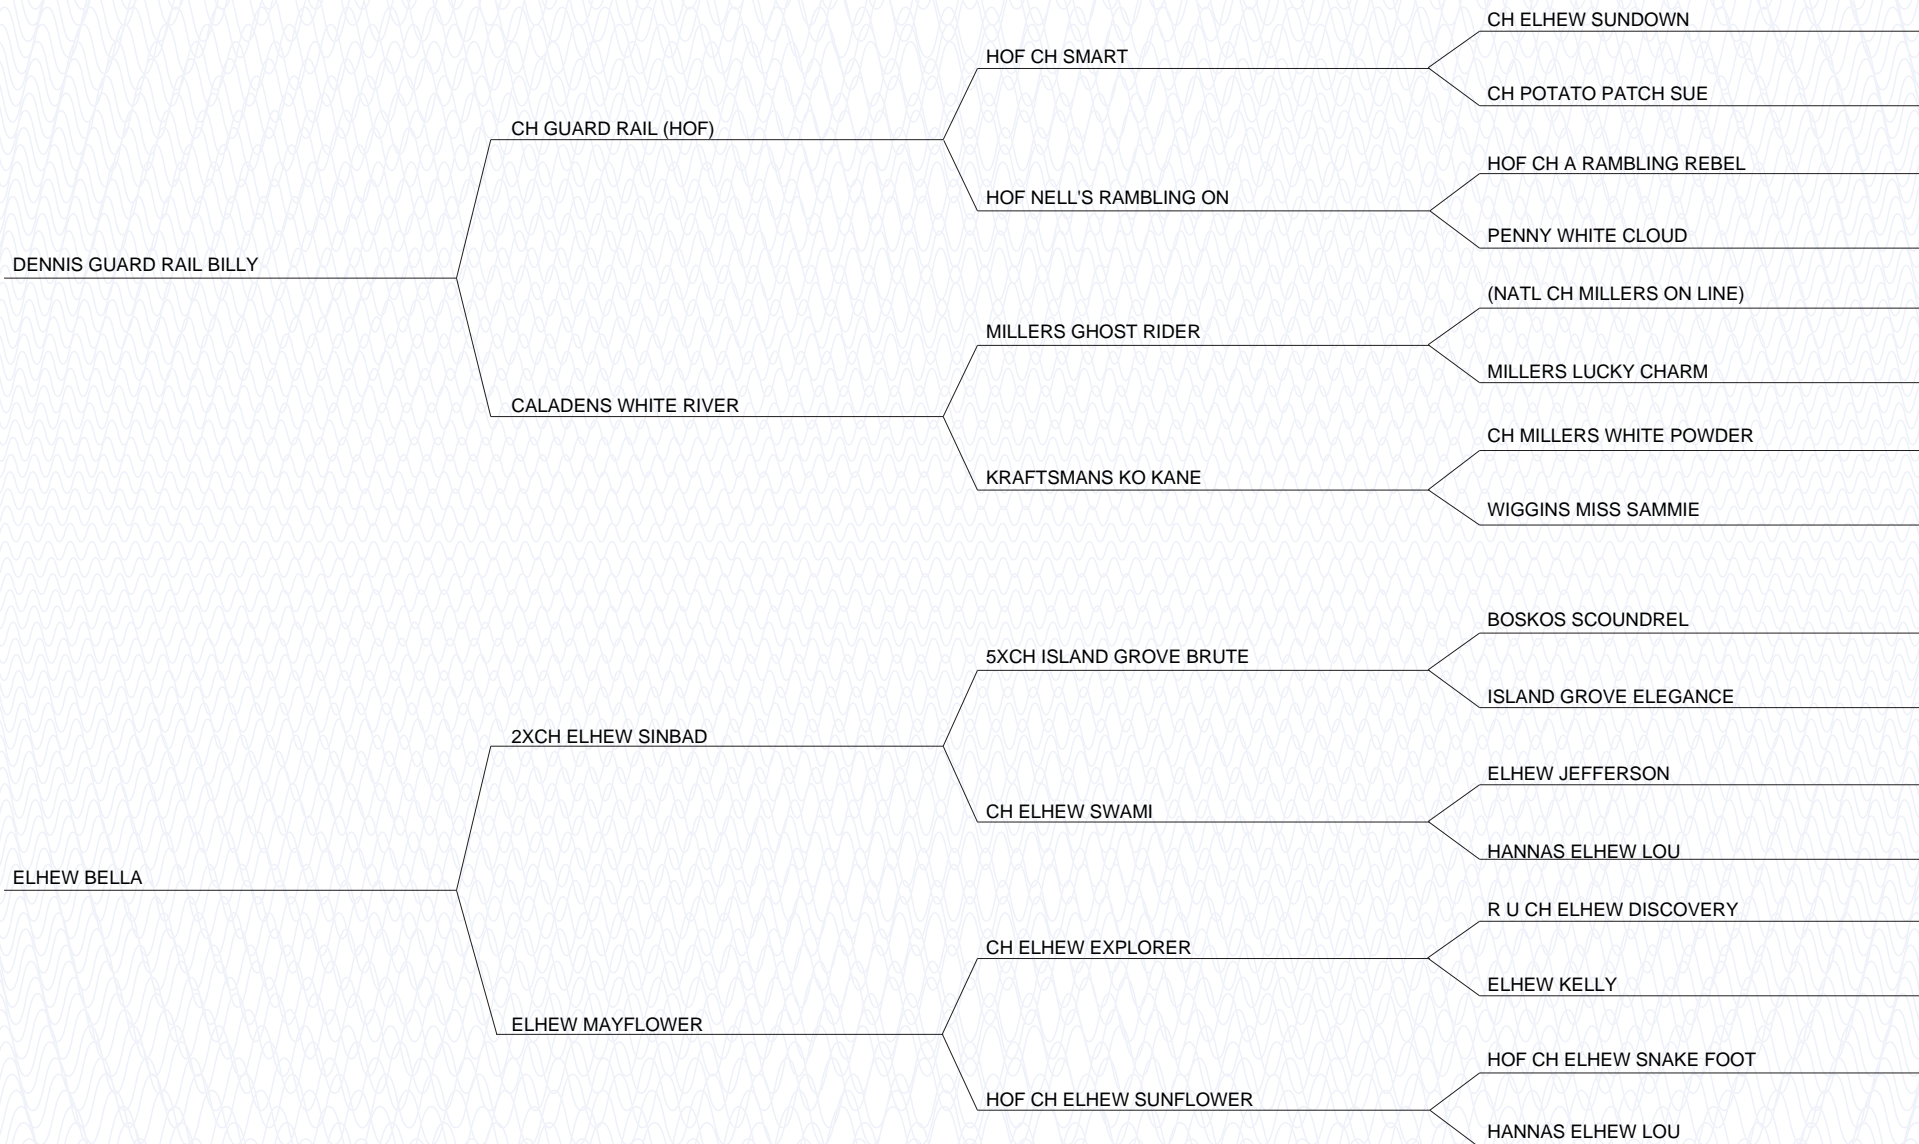 CH ELHEW SUNDOWN
HOF CH SMART
CH POTATO PATCH SUE
CH GUARD RAIL (HOF)
HOF CH A RAMBLING REBEL
HOF NELL'S RAMBLING ON
PENNY WHITE CLOUD
DENNIS GUARD RAIL BILLY
(NATL CH MILLERS ON LINE)
MILLERS GHOST RIDER
MILLERS LUCKY CHARM
CALADENS WHITE RIVER
CH MILLERS WHITE POWDER
KRAFTSMANS KO KANE
WIGGINS MISS SAMMIE
BOSKOS SCOUNDREL
5XCH ISLAND GROVE BRUTE
ISLAND GROVE ELEGANCE
2XCH ELHEW SINBAD
ELHEW JEFFERSON
CH ELHEW SWAMI
HANNAS ELHEW LOU
ELHEW BELLA
R U CH ELHEW DISCOVERY
CH ELHEW EXPLORER
ELHEW KELLY
ELHEW MAYFLOWER
HOF CH ELHEW SNAKE FOOT
HOF CH ELHEW SUNFLOWER
HANNAS ELHEW LOU